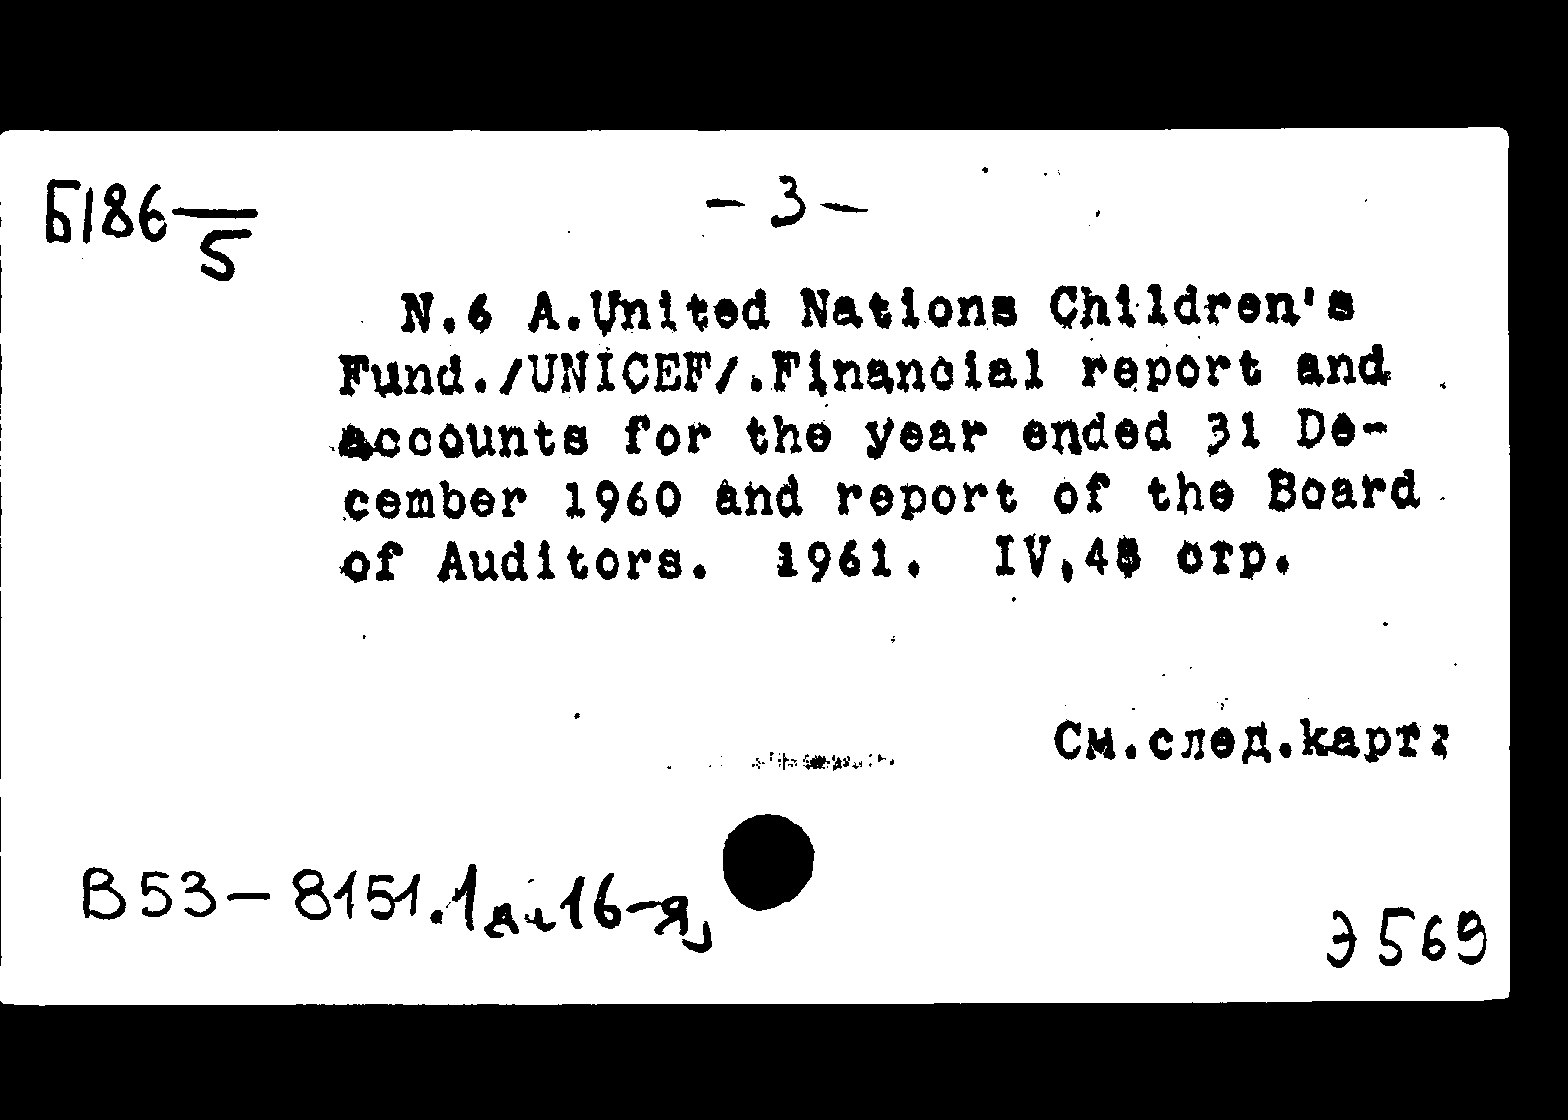 Б186—
5
— 3 —
N.6 A.United Nations Children's
Fund./UNICEF/.Financial report and
accounts for the year ended 31 De-
cember 1960 and report of the Board
of Auditors. 1961. IV,48 стр.
См.след.карт:
В53—8151.1 16-я
Э569